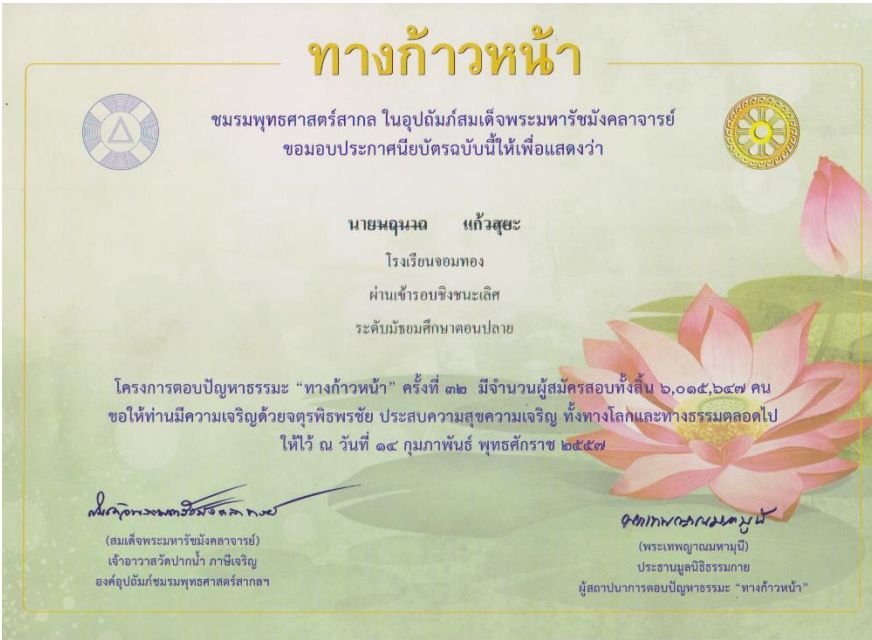 ทางก้าวหน้า
ชมรมพุทธศาสตร์สากล ในอุปถัมภ์สมเด็จพระมหารัชมังคลาจารย์
ขอมอบประกาศนียบัตรฉบับนี้ให้เพื่อแสดงว่า
นาย แก้วสุยะ
โรงเรียนจอมทอง
ผ่านเข้ารอบชิงชนะเลิศ
ระดับมัธยมศึกษาตอนปลาย
โครงการตอบปัญหาธรรมะ “ทางก้าวหน้า” ครั้งที่ ๓๒ มีจำนวนผู้สมัครสอบทั้งสิ้น ๖,๐๑๕,๖๔๗ คน
ขอให้ท่านมีความเจริญด้วยจตุรพิธพรชัย ประสบความสุขความเจริญ ทั้งทางโลกและทางธรรมตลอดไป
ให้ไว้ ณ วันที่ ๑๔ กุมภาพันธ์ พุทธศักราช ๒๕๕๗
(สมเด็จพระมหารัชมังคลาจารย์)
เจ้าอาวาสวัดปากน้ำ ภาษีเจริญ
องค์อุปถัมภ์ชมรมพุทธศาสตร์สากลฯ
(พระเทพญาณมหามุนี)
ประธานมูลนิธิธรรมกาย
ผู้สถาปนาการตอบปัญหาธรรมะ “ทางก้าวหน้า”